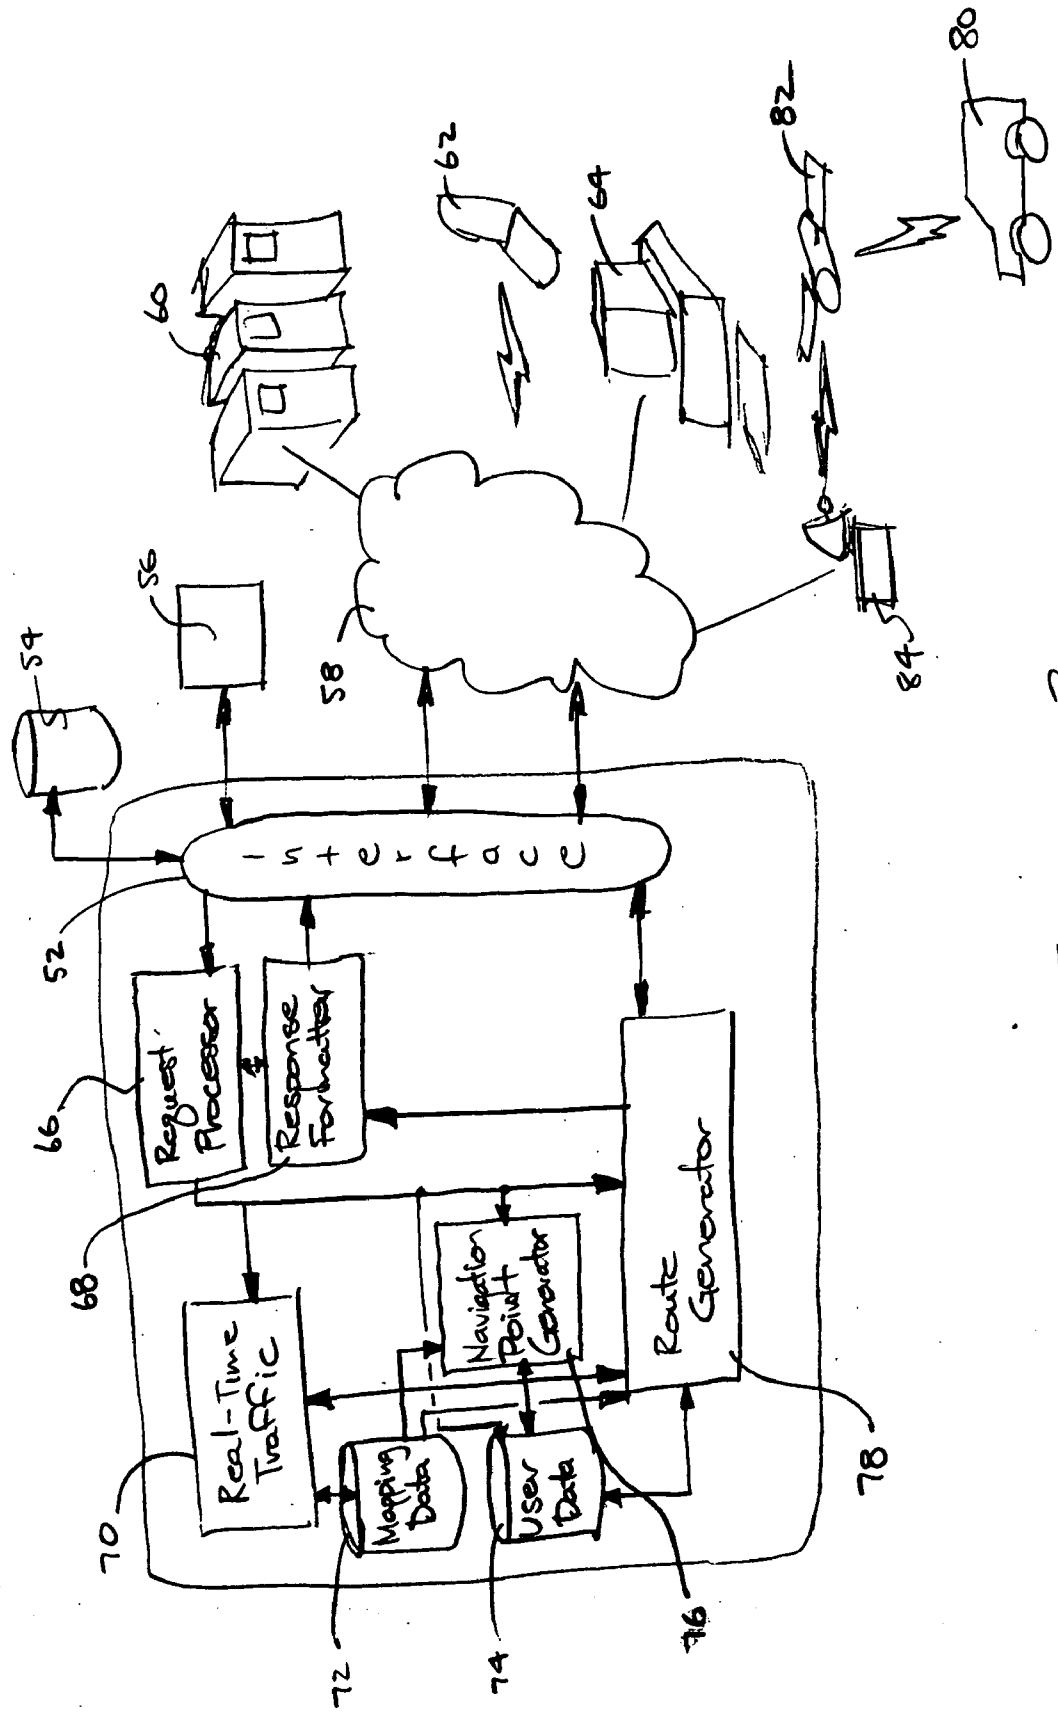 80
82
62
64
60
56
54
58
84
52
Interface
66
Request
Processor
68
Response
Formatter
70
Real-Time
Traffic
Navigation
Point
Generator
Route
Generator
72
Mapping
Data
74
User
Data
76
78